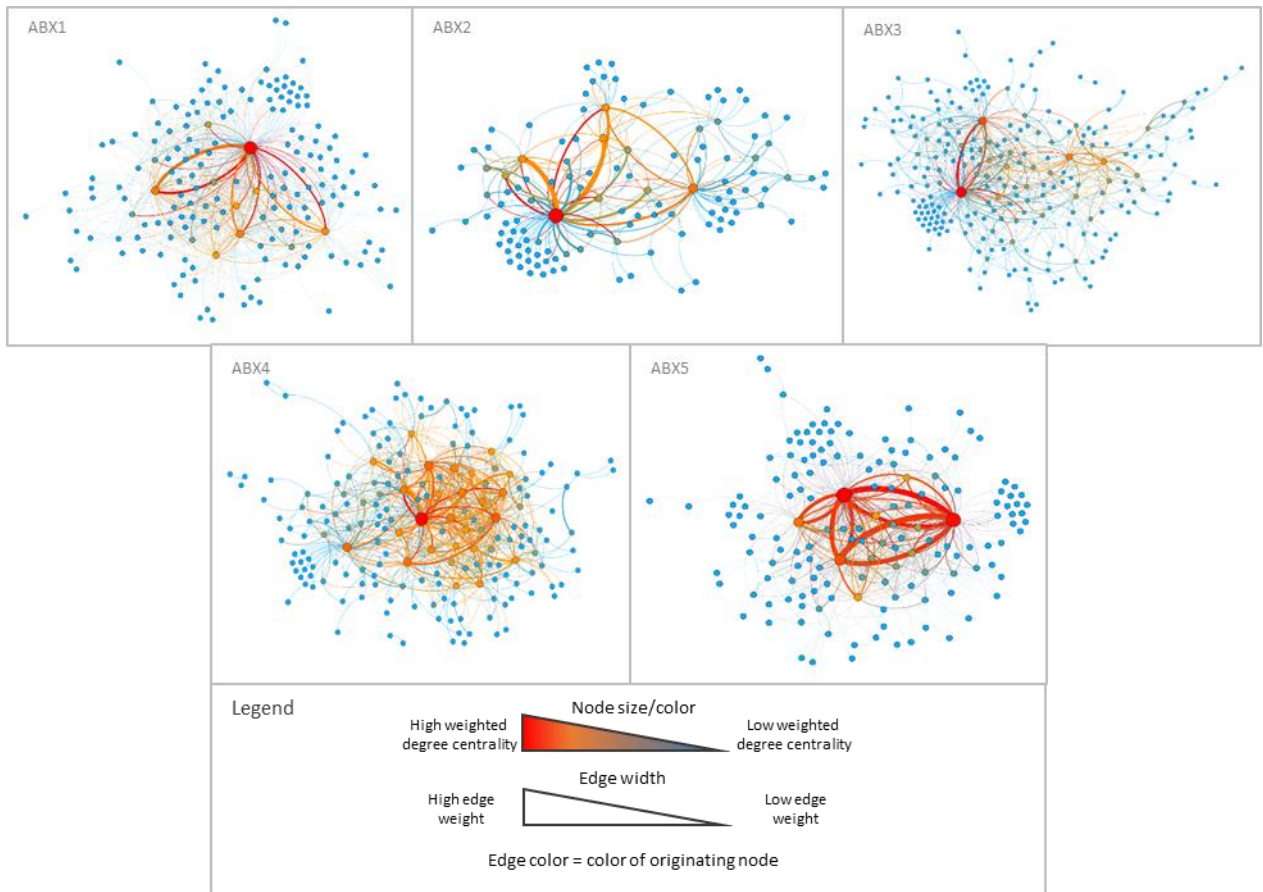 ABX1
ABX2
ABX3
ABX4
ABX5
Legend
Node size/color
High weighted
degree centrality
Low weighted
degree centrality
Edge width
High edge
weight
Low edge
weight
Edge color = color of originating node